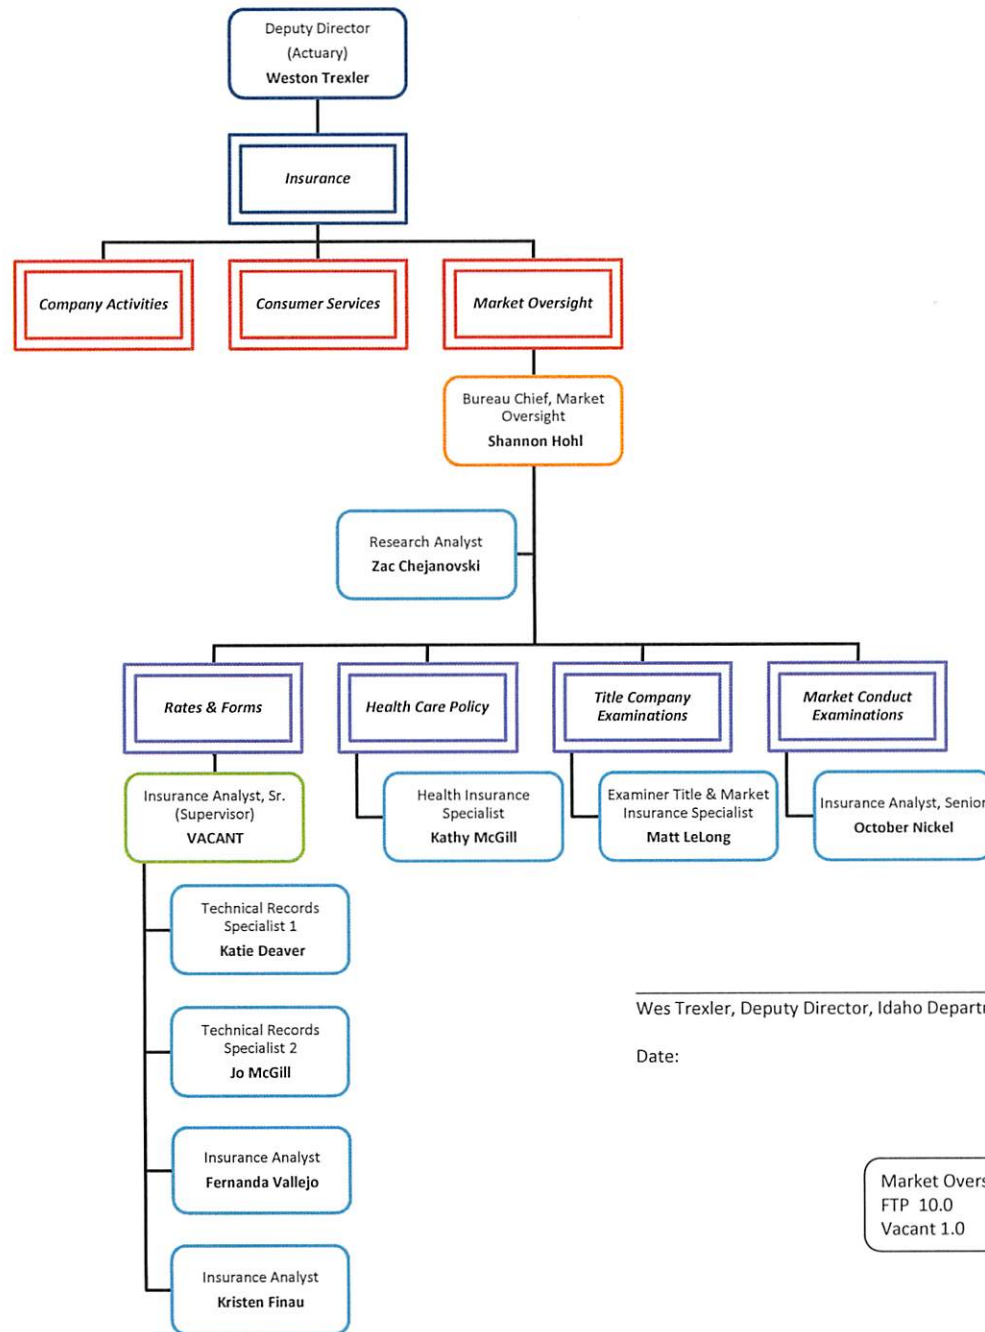 Deputy Director
(Actuary)
Weston Trexler
Insurance
Company Activities
Consumer Services
Market Oversight
Bureau Chief, Market
Oversight
Shannon Hohl
Research Analyst
Zac Chejanovski
Rates & Forms
Health Care Policy
Title Company
Examinations
Market Conduct
Examinations
Insurance Analyst, Sr.
(Supervisor)
VACANT
Health Insurance
Specialist
Kathy McGill
Examiner Title & Market
Insurance Specialist
Matt LeLong
Insurance Analyst, Senior
October Nickel
Technical Records
Specialist 1
Katie Deaver
Technical Records
Specialist 2
Jo McGill
Insurance Analyst
Fernanda Vallejo
Insurance Analyst
Kristen Finau
Wes Trexler, Deputy Director, Idaho Departm
Date:
Market Overs
FTP 10.0
Vacant 1.0